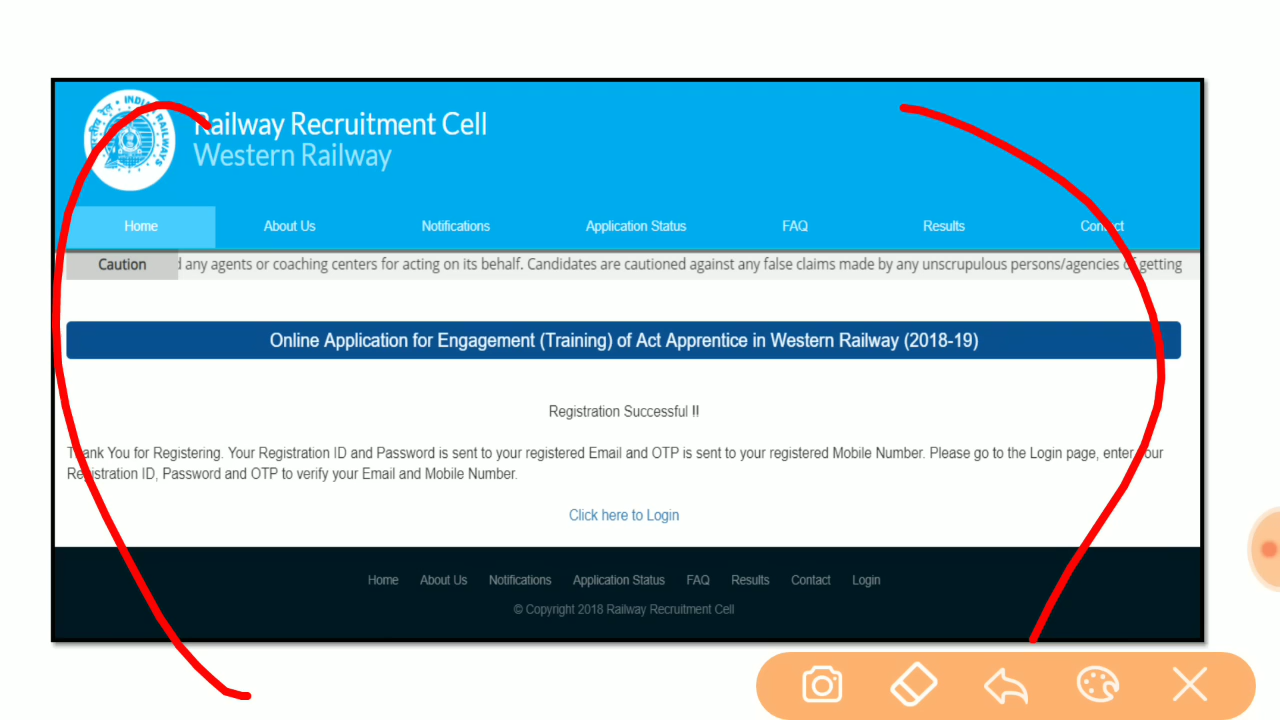 INDIAN RAILWAYS
भारतीय रेल
Railway Recruitment Cell
Western Railway
Home About Us Notifications Application Status FAQ Results Contact
Caution d any agents or coaching centers for acting on its behalf. Candidates are cautioned against any false claims made by any unscrupulous persons/agencies of getting
Online Application for Engagement (Training) of Act Apprentice in Western Railway (2018-19)
Registration Successful !!
Thank You for Registering. Your Registration ID and Password is sent to your registered Email and OTP is sent to your registered Mobile Number. Please go to the Login page, enter your
Registration ID, Password and OTP to verify your Email and Mobile Number.
Click here to Login
Home About Us Notifications Application Status FAQ Results Contact Login
© Copyright 2018 Railway Recruitment Cell